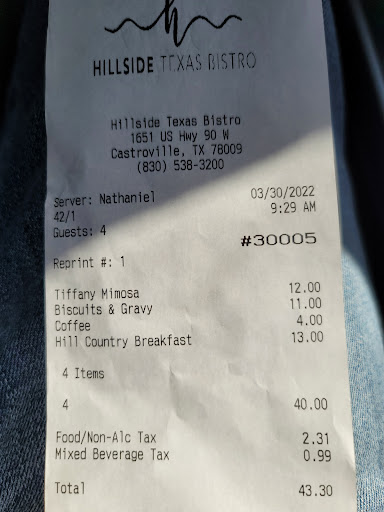 h
HILLSIDE TEXAS BISTRO
Hillside Texas Bistro
1651 US Hwy 90 W
Castroville, TX 78009
(830) 538-3200
Server: Nathaniel 03/30/2022
42/1 9:29 AM
Guests: 4
#30005
Reprint #: 1
Tiffany Mimosa 12.00
Biscuits & Gravy 11.00
Coffee 4.00
Hill Country Breakfast 13.00
4 Items
4 40.00
Food/Non-Alc Tax 2.31
Mixed Beverage Tax 0.99
Total 43.30